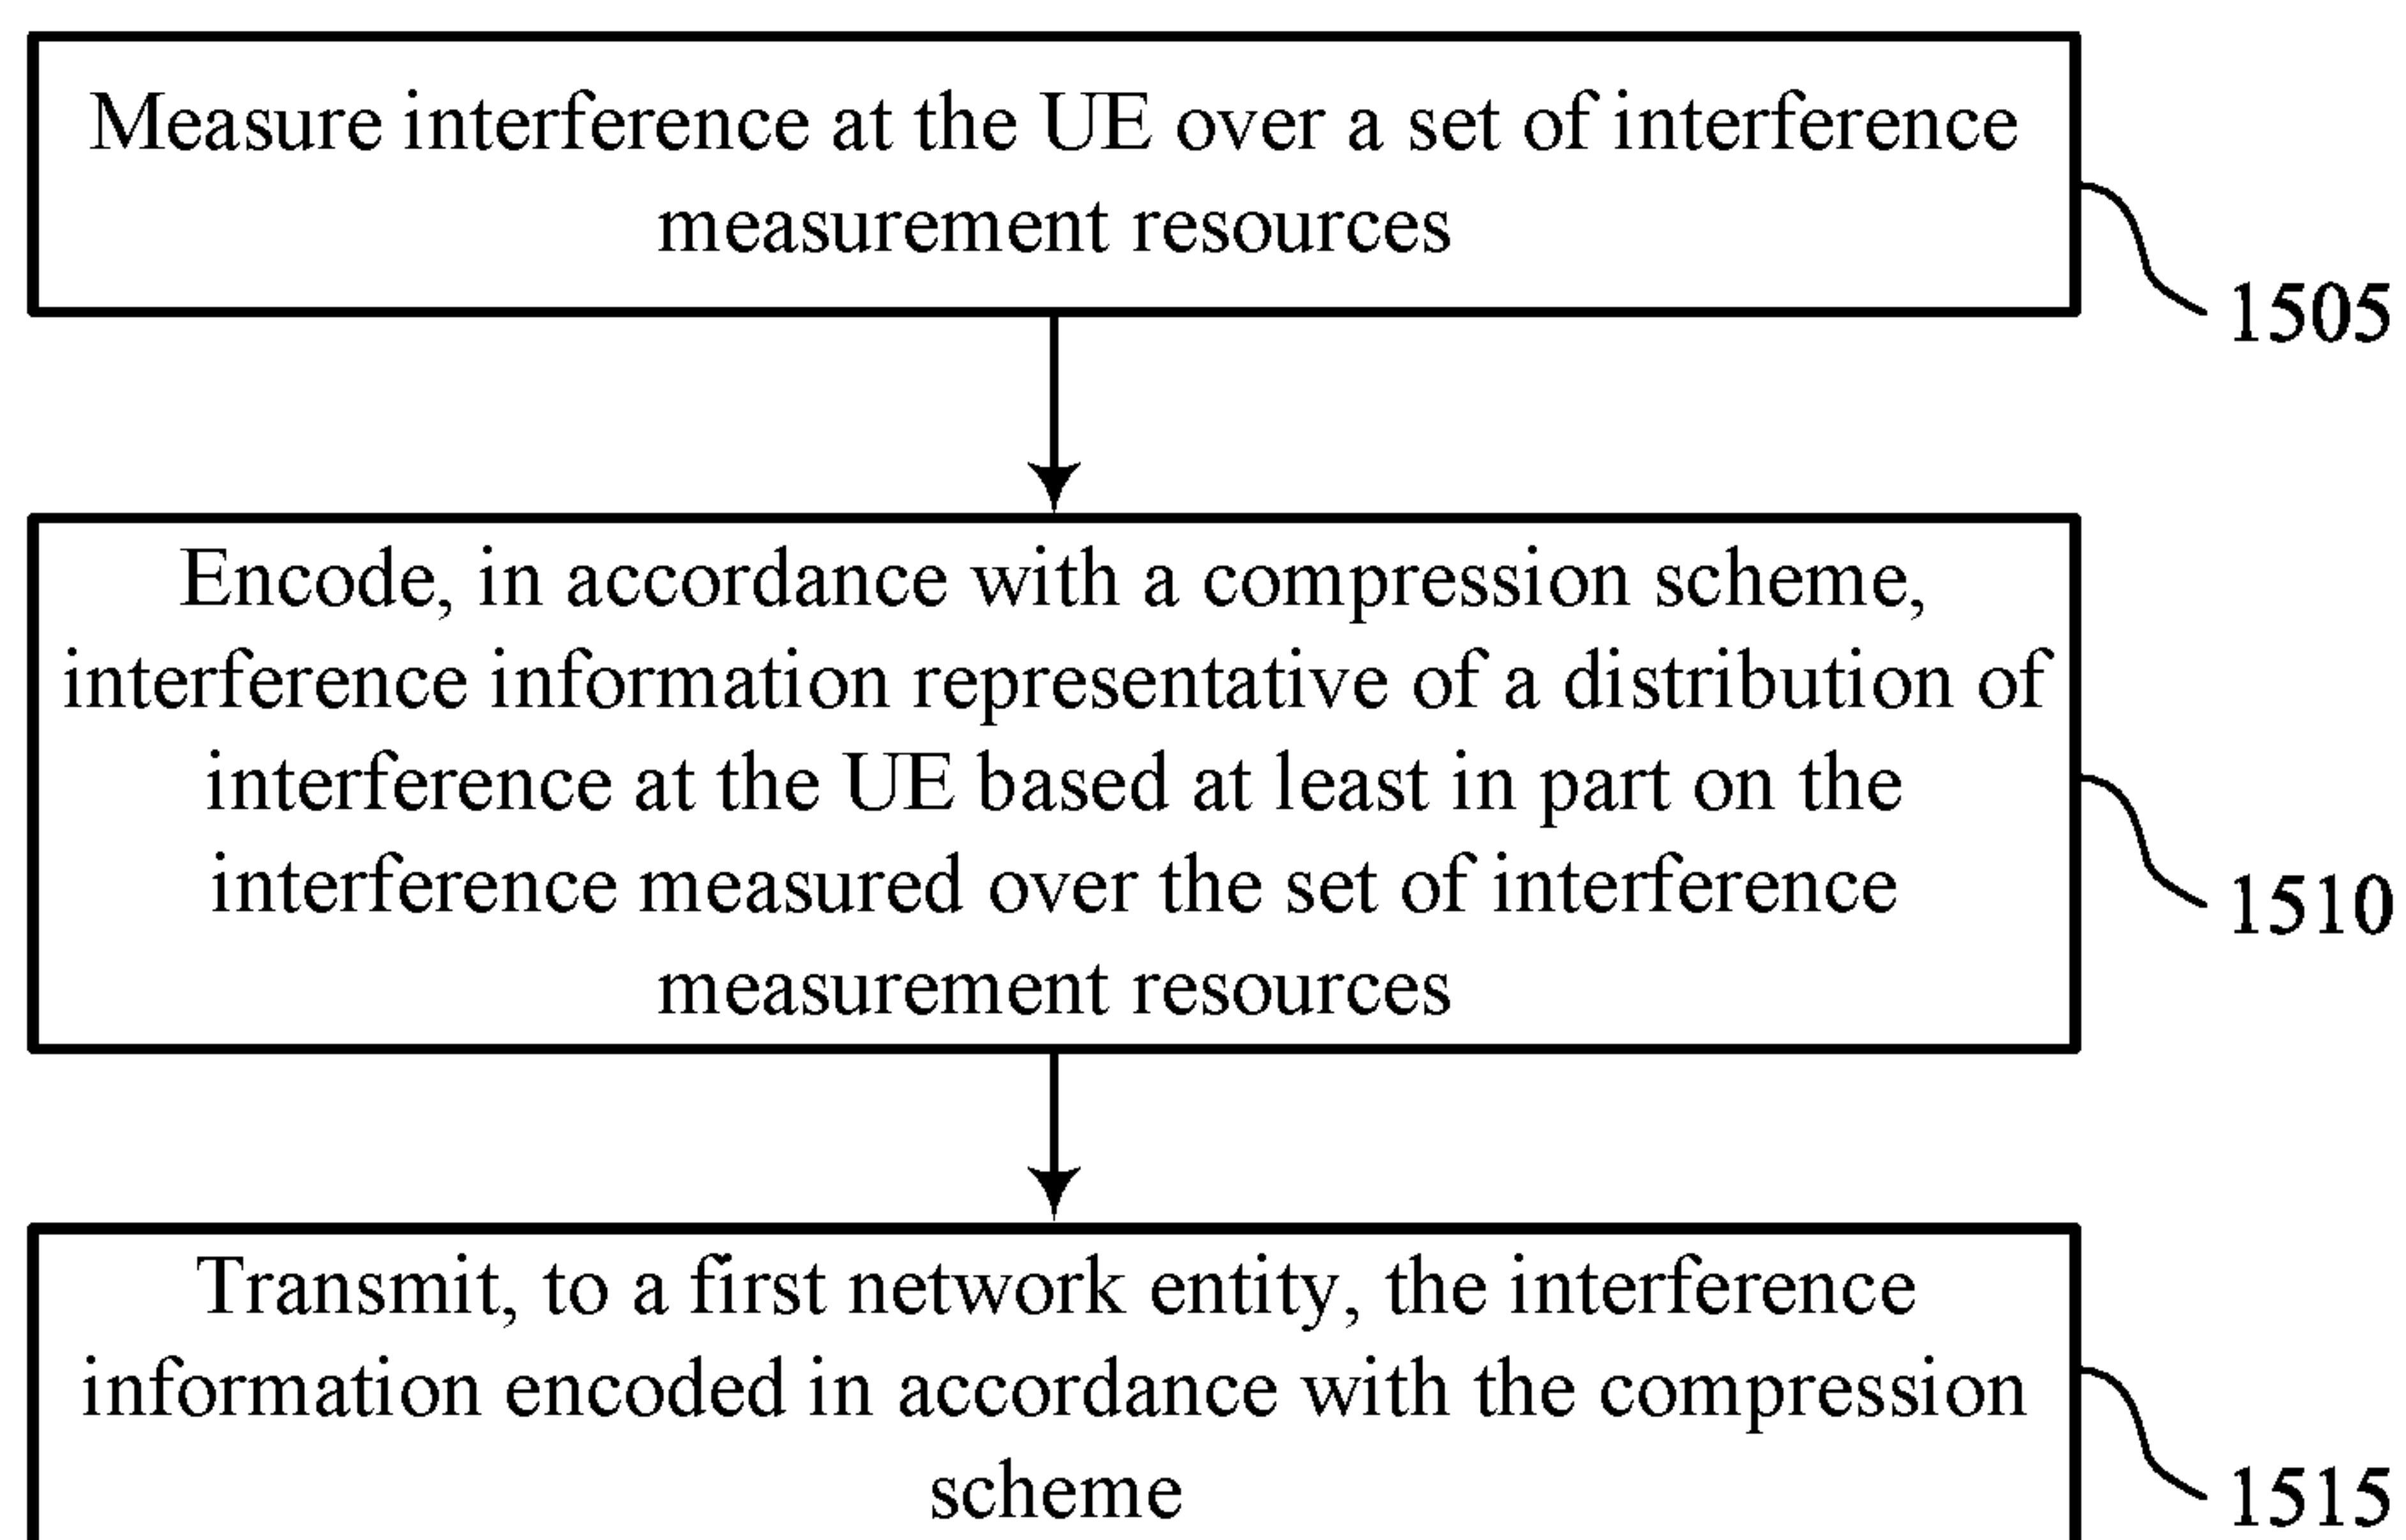 Measure interference at the UE over a set of interference
measurement resources
1505
Encode, in accordance with a compression scheme,
interference information representative of a distribution of
interference at the UE based at least in part on the
interference measured over the set of interference
measurement resources
1510
Transmit, to a first network entity, the interference
information encoded in accordance with the compression
scheme
1515